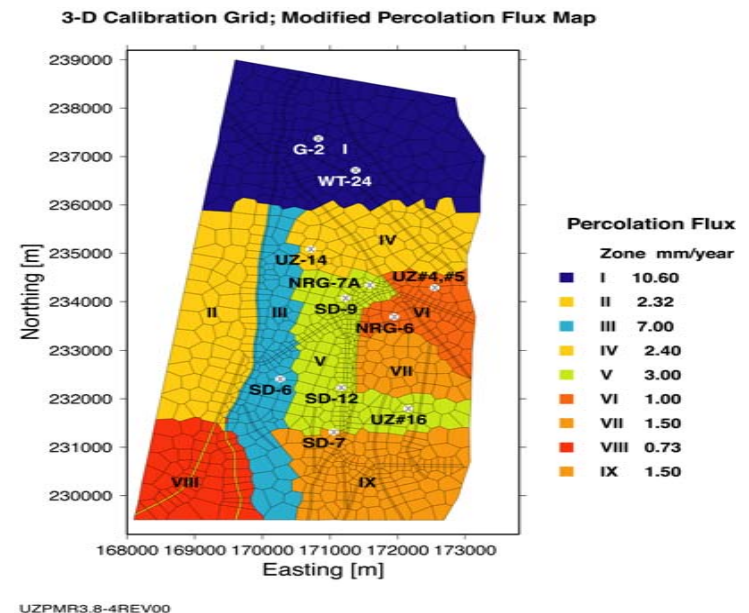 3-D Calibration Grid; Modified Percolation Flux Map
239000
238000
237000
236000
235000
234000
233000
232000
231000
230000
Northing [m]
168000 169000 170000 171000 172000 173000
Easting [m]
G-2 I
WT-24
IV
UZ-14
NRG-7A UZ#4,#5
SD-9 VI
II III
NRG-6
V VII
SD-6
SD-12
UZ#16
SD-7
VIII IX
Percolation Flux
Zone mm/year
I 10.60
II 2.32
III 7.00
IV 2.40
V 3.00
VI 1.00
VII 1.50
VIII 0.73
IX 1.50
UZPMR3.8-4REV00